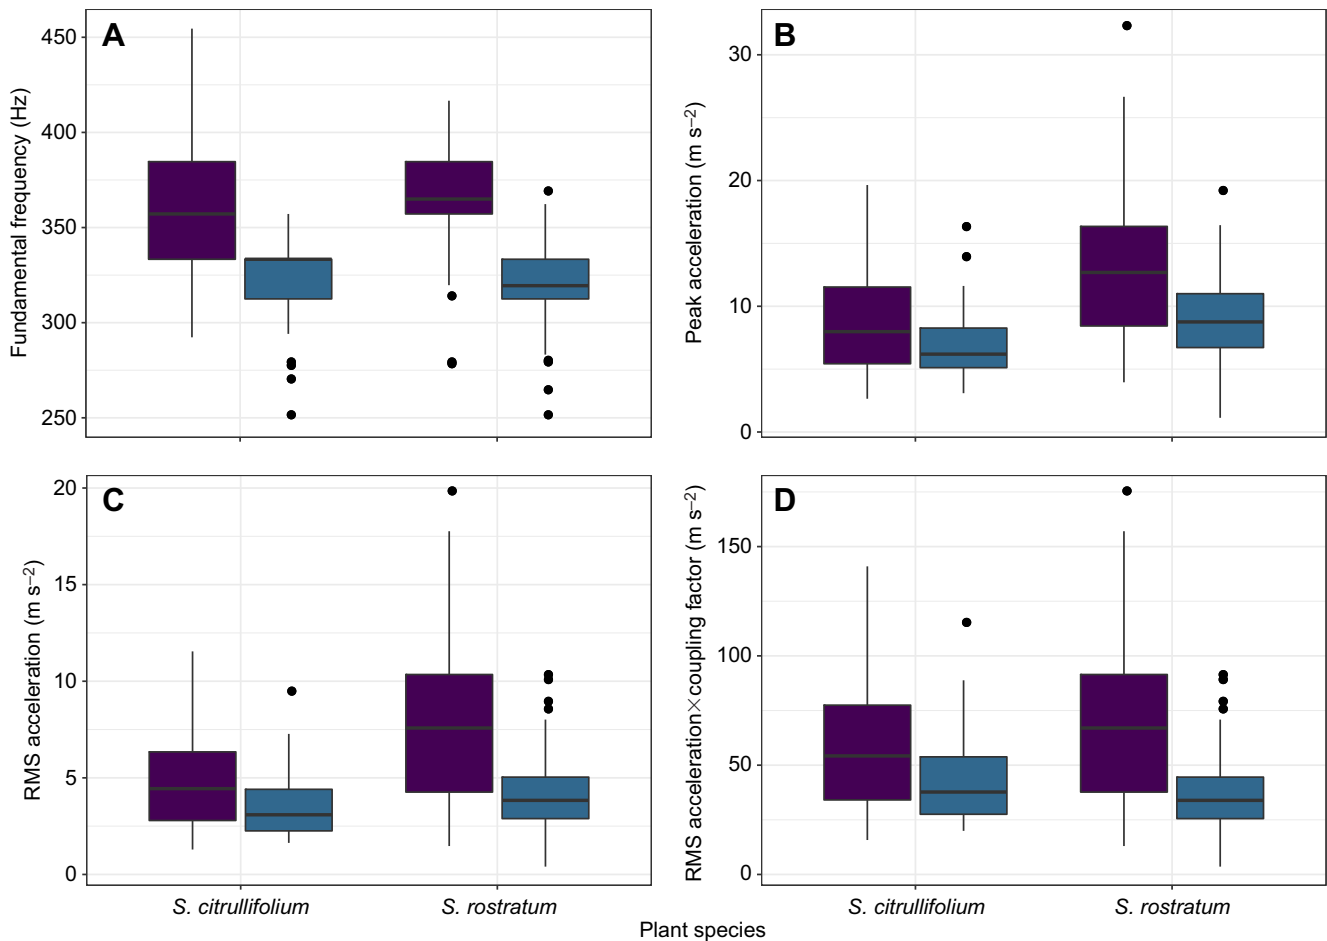 A
Fundamental frequency (Hz)
450
400
350
300
250
B
Peak acceleration (m s⁻²)
30
20
10
0
C
RMS acceleration (m s⁻²)
20
15
10
5
0
S. citrullifolium
S. rostratum
D
RMS acceleration×coupling factor (m s⁻²)
150
100
50
0
S. citrullifolium
S. rostratum
Plant species